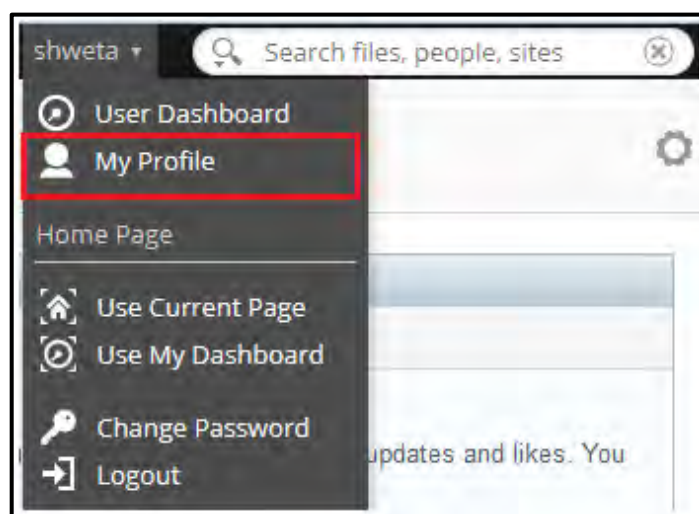 shweta
Search files, people, sites
User Dashboard
My Profile
Home Page
Use Current Page
Use My Dashboard
Change Password
updates and likes. You
Logout